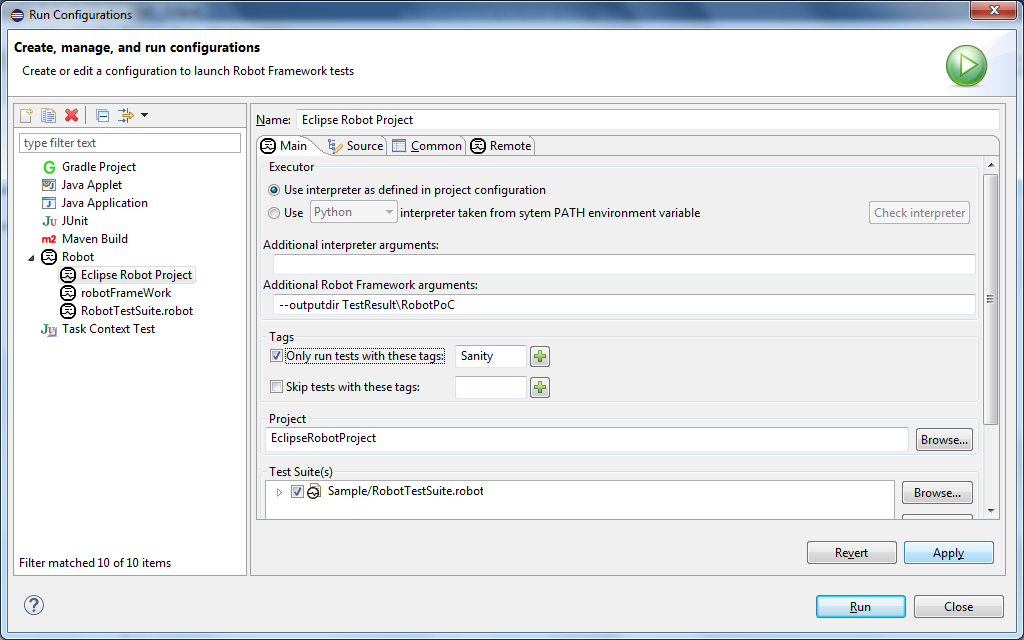 Run Configurations
Create, manage, and run configurations
Create or edit a configuration to launch Robot Framework tests
type filter text
Gradle Project
Java Applet
Java Application
JUnit
Maven Build
Robot
Eclipse Robot Project
robotFrameWork
RobotTestSuite.robot
Task Context Test
Filter matched 10 of 10 items
Name: Eclipse Robot Project
Main Source Common Remote
Executor
Use interpreter as defined in project configuration
Use Python interpreter taken from sytem PATH environment variable Check interpreter
Additional interpreter arguments:
Additional Robot Framework arguments:
--outputdir TestResult\RobotPoC
Tags
Only run tests with these tags: Sanity
Skip tests with these tags:
Project
EclipseRobotProject Browse...
Test Suite(s)
Sample/RobotTestSuite.robot Browse...
Revert Apply
Run Close